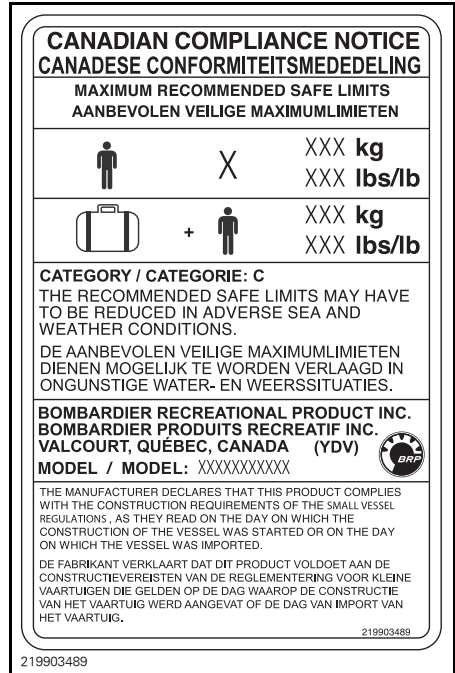 CANADIAN COMPLIANCE NOTICE
CANADESE CONFORMITEITSMEDEDELING
MAXIMUM RECOMMENDED SAFE LIMITS
AANBEVOLEN VEILIGE MAXIMUMLIMIETEN
X XXX kg
XXX lbs/lb
+ XXX kg
XXX lbs/lb
CATEGORY / CATEGORIE: C
THE RECOMMENDED SAFE LIMITS MAY HAVE
TO BE REDUCED IN ADVERSE SEA AND
WEATHER CONDITIONS.
DE AANBEVOLEN VEILIGE MAXIMUMLIMIETEN
DIENEN MOGELIJK TE WORDEN VERLAAGD IN
ONGUNSTIGE WATER- EN WEERSSITUATIES.
BOMBARDIER RECREATIONAL PRODUCT INC.
BOMBARDIER PRODUITS RECREATIF INC.
VALCOURT, QUÉBEC, CANADA (YDV)
BRP
MODEL / MODEL: XXXXXXXXXXX
THE MANUFACTURER DECLARES THAT THIS PRODUCT COMPLIES
WITH THE CONSTRUCTION REQUIREMENTS OF THE SMALL VESSEL
REGULATIONS , AS THEY READ ON THE DAY ON WHICH THE
CONSTRUCTION OF THE VESSEL WAS STARTED OR ON THE DAY
ON WHICH THE VESSEL WAS IMPORTED.
DE FABRIKANT VERKLAART DAT DIT PRODUCT VOLDOET AAN DE
CONSTRUCTIEVEREISTEN VAN DE REGLEMENTERING VOOR KLEINE
VAARTUIGEN DIE GELDEN OP DE DAG WAAROP DE CONSTRUCTIE
VAN HET VAARTUIG WERD AANGEVAT OF DE DAG VAN IMPORT VAN
HET VAARTUIG.
219903489
219903489